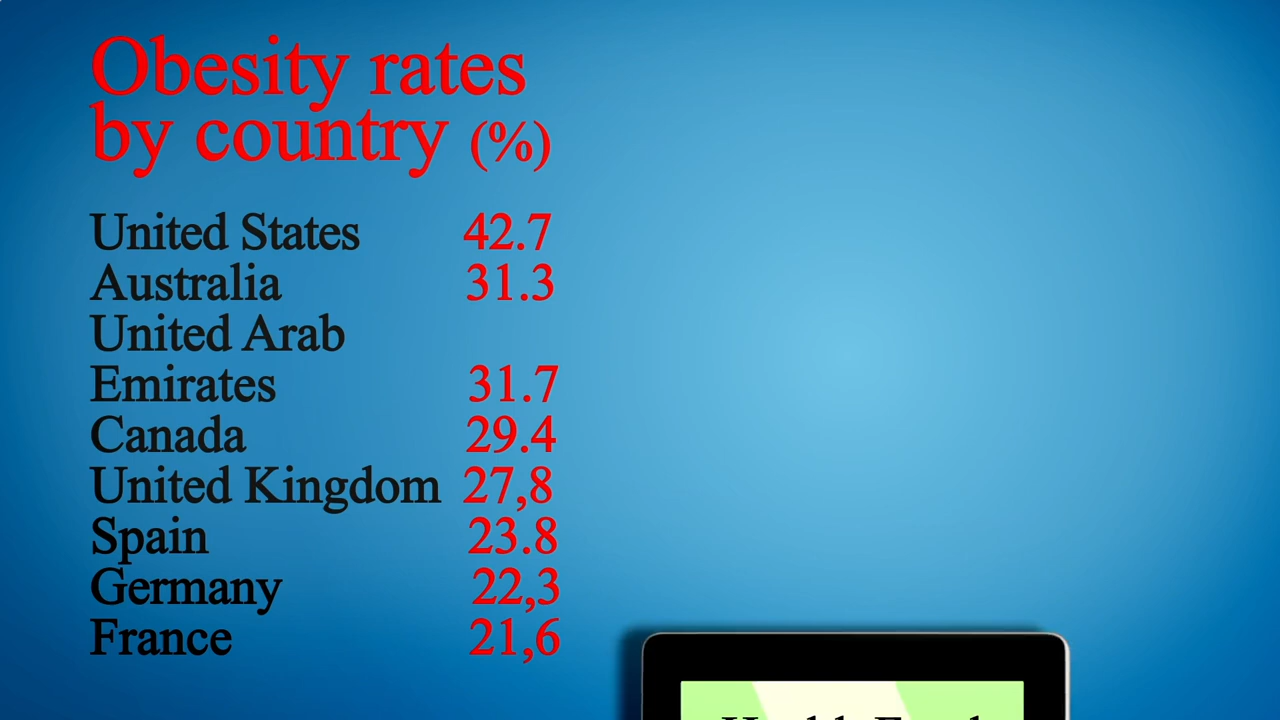 Obesity rates
by country (%)
United States 42.7
Australia 31.3
United Arab
Emirates 31.7
Canada 29.4
United Kingdom 27,8
Spain 23.8
Germany 22,3
France 21,6